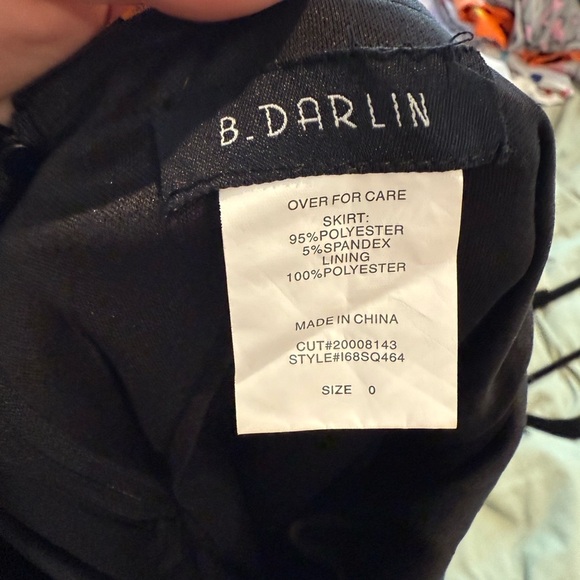 B.DARLIN
OVER FOR CARE
SKIRT:
95%POLYESTER
5%SPANDEX
LINING
100%POLYESTER
MADE IN CHINA
CUT#20008143
STYLE#I68SQ464
SIZE 0